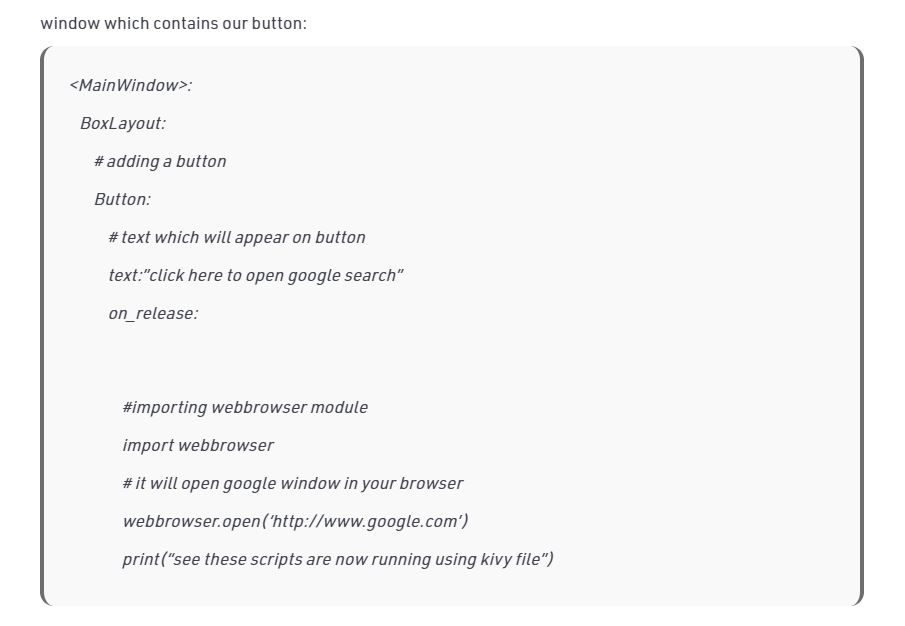 window which contains our button:
<MainWindow>:
BoxLayout:
# adding a button
Button:
# text which will appear on button
text:”click here to open google search”
on_release:
#importing webbrowser module
import webbrowser
# it will open google window in your browser
webbrowser.open(‘http://www.google.com’)
print(“see these scripts are now running using kivy file”)